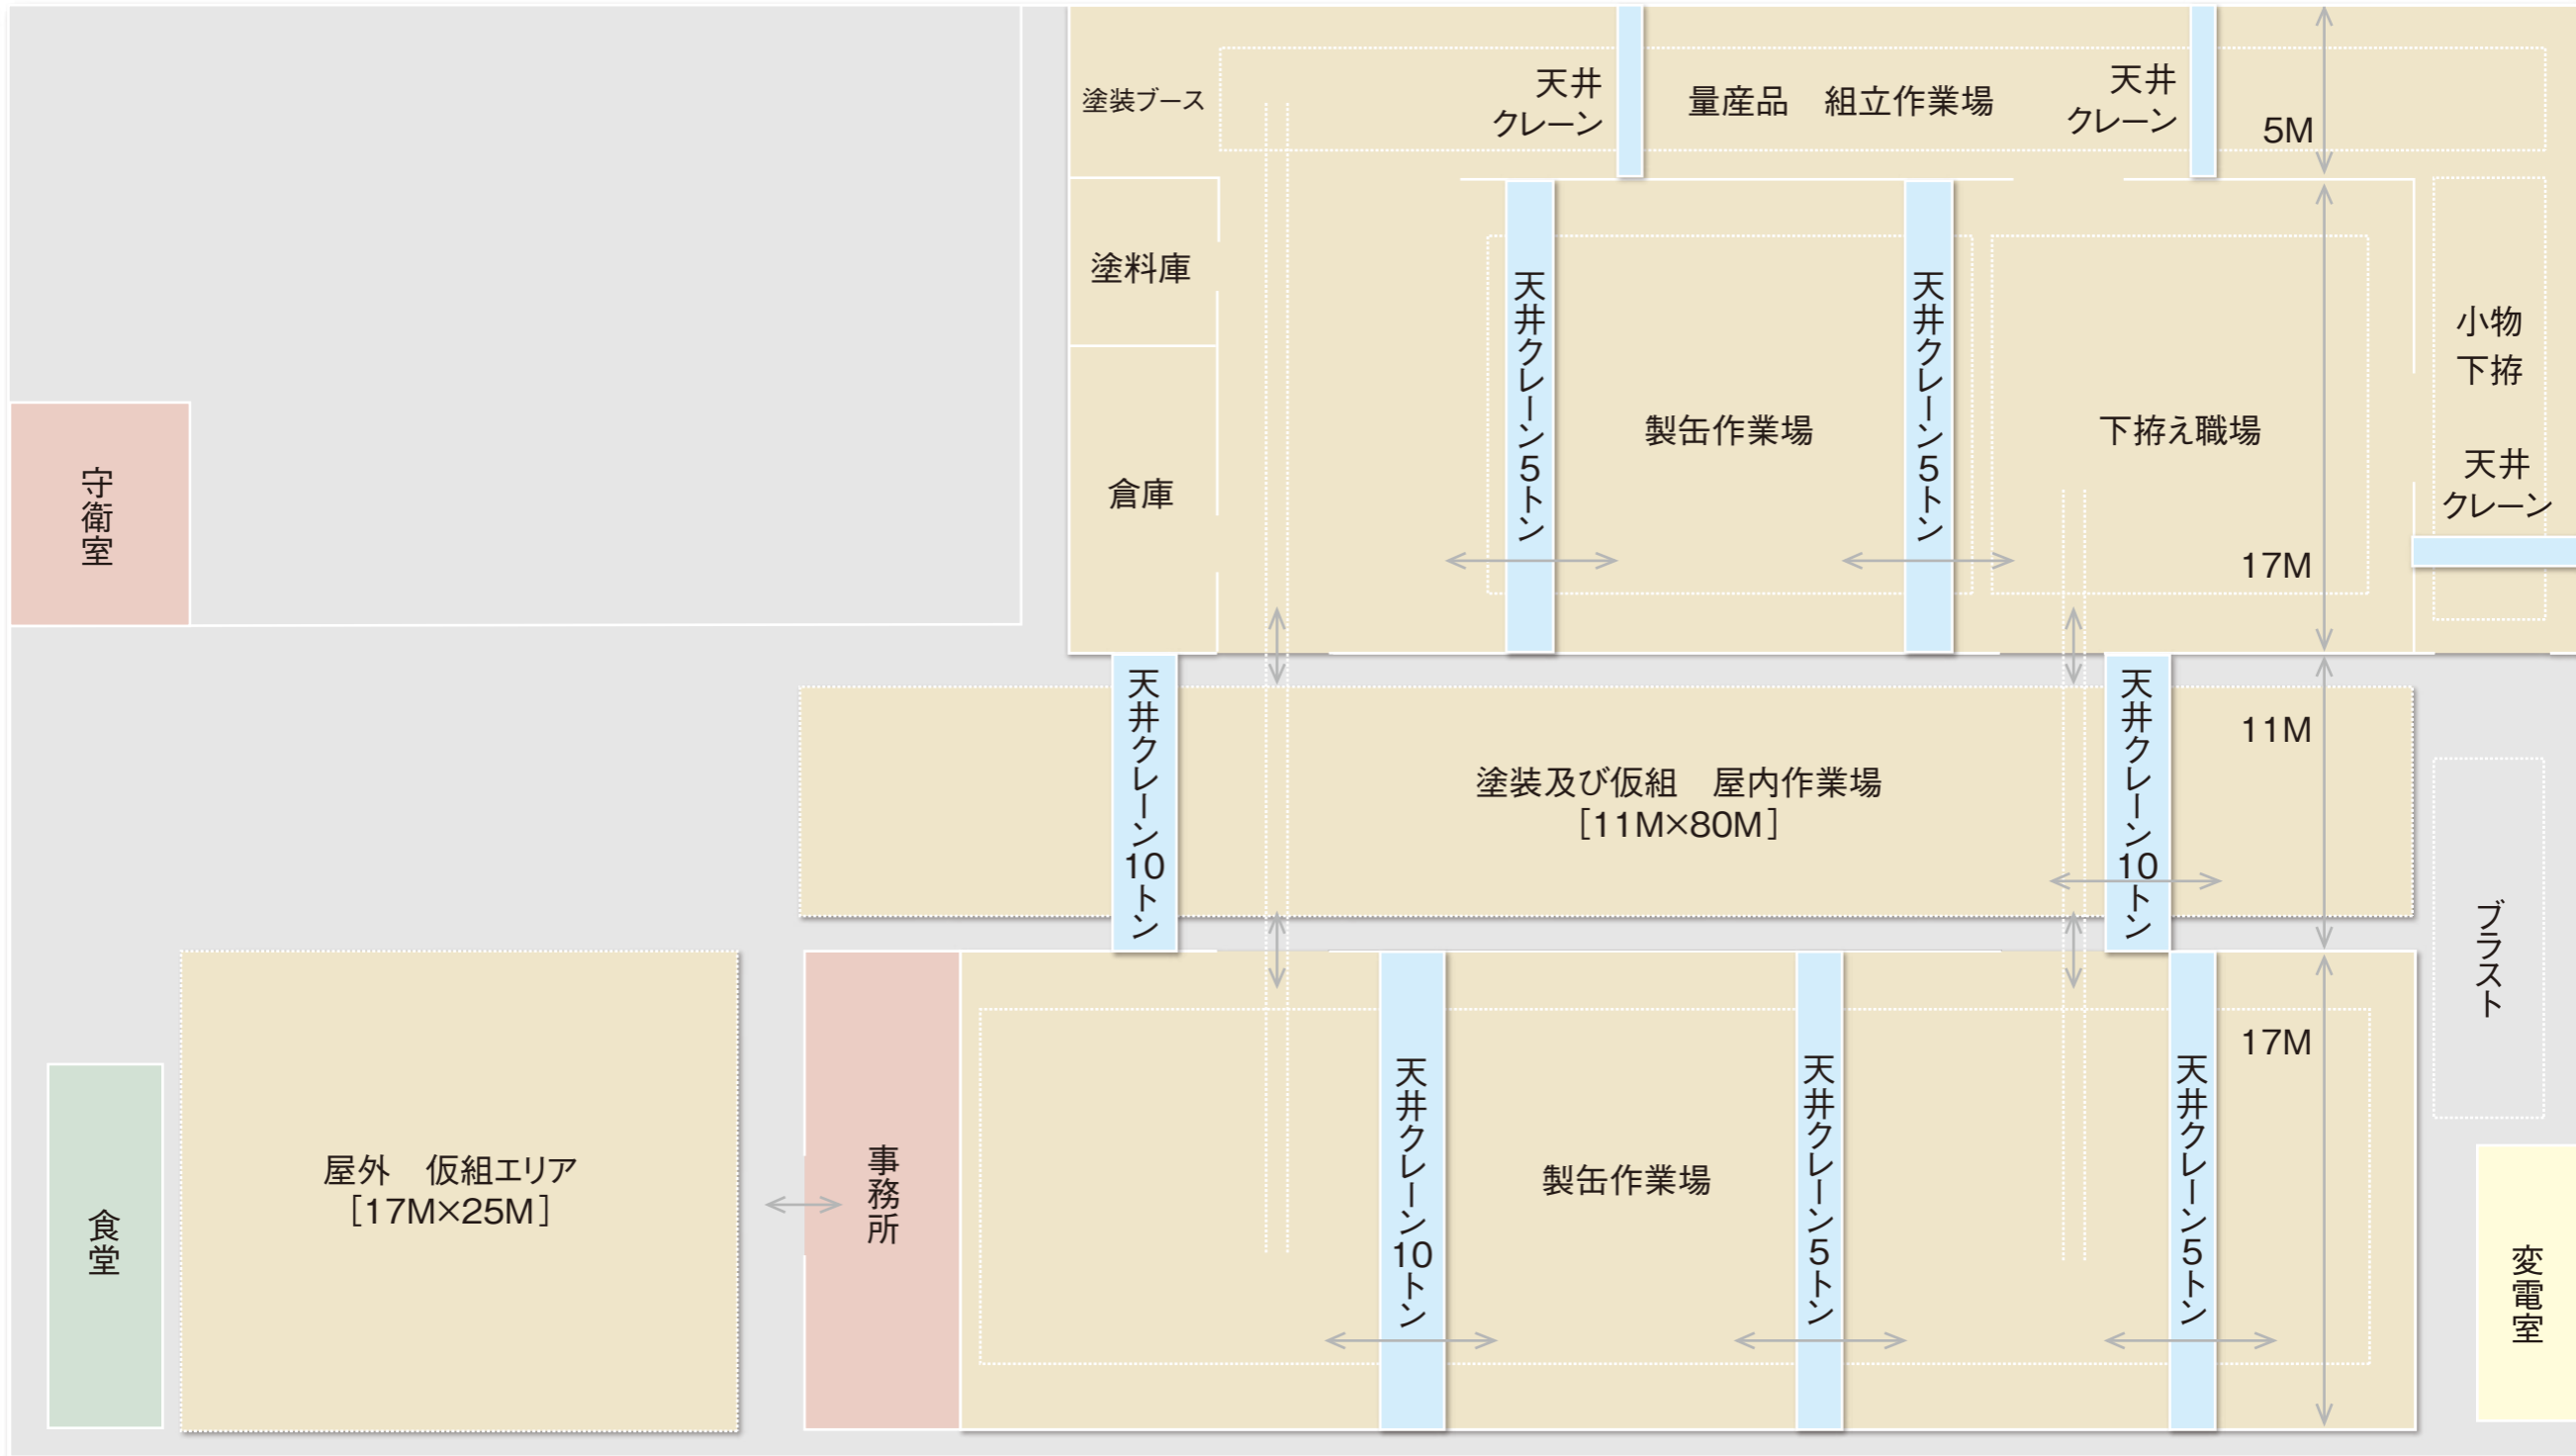 塗装ブース
天井
クレーン
量産品　組立作業場
天井
クレーン
5M
塗料庫
倉庫
天井クレーン5トン
製缶作業場
天井クレーン5トン
下拵え職場
17M
小物
下拵
天井
クレーン
守衛室
天井クレーン10トン
塗装及び仮組　屋内作業場
［11M×80M］
天井クレーン10トン
11M
ブラスト
食堂
屋外　仮組エリア
［17M×25M］
事務所
天井クレーン10トン
製缶作業場
天井クレーン5トン
天井クレーン5トン
17M
変電室